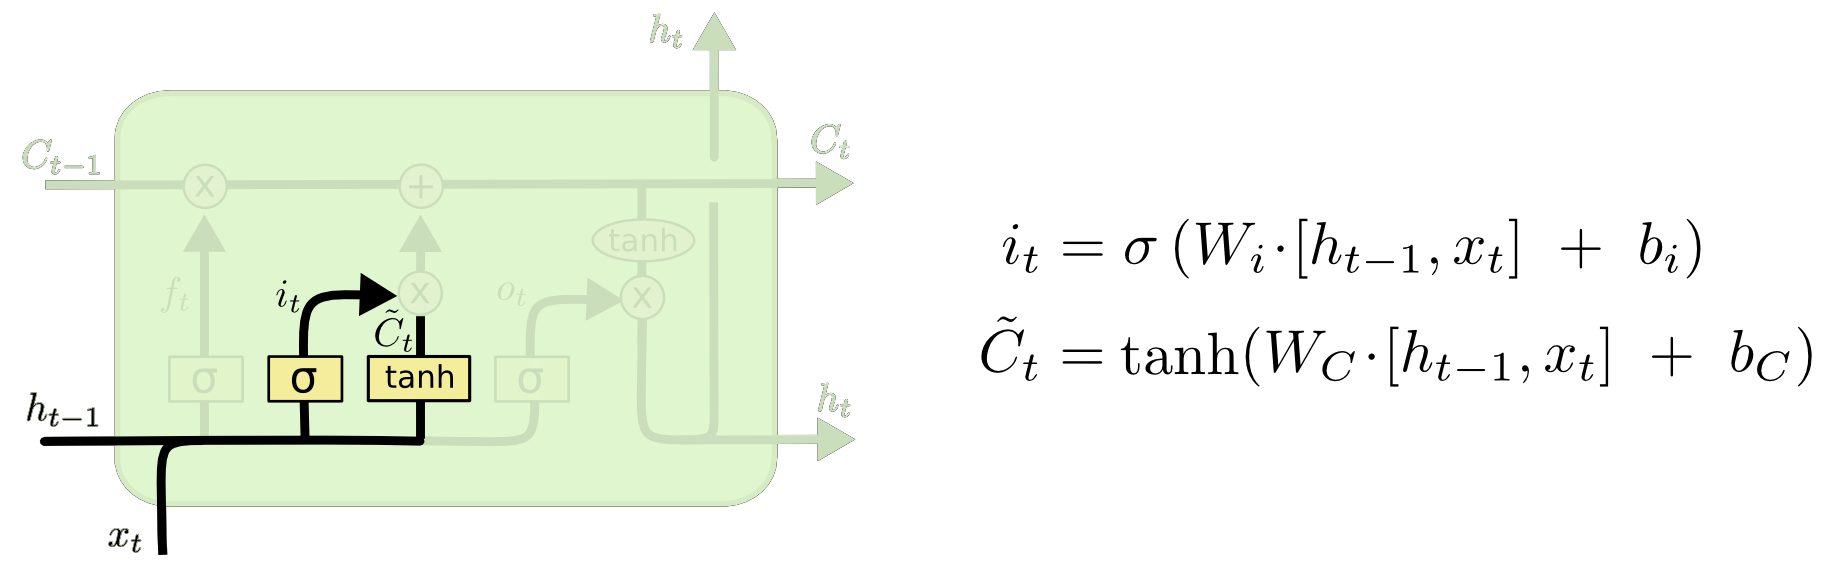 h_t
C_{t-1}
C_t
x
+
tanh
f_t
i_t
x
o_t
x
C̃_t
σ
σ
tanh
σ
h_{t-1}
h_t
x_t
i_t = σ (W_i·[h_{t-1}, x_t] + b_i)
C̃_t = tanh(W_C·[h_{t-1}, x_t] + b_C)